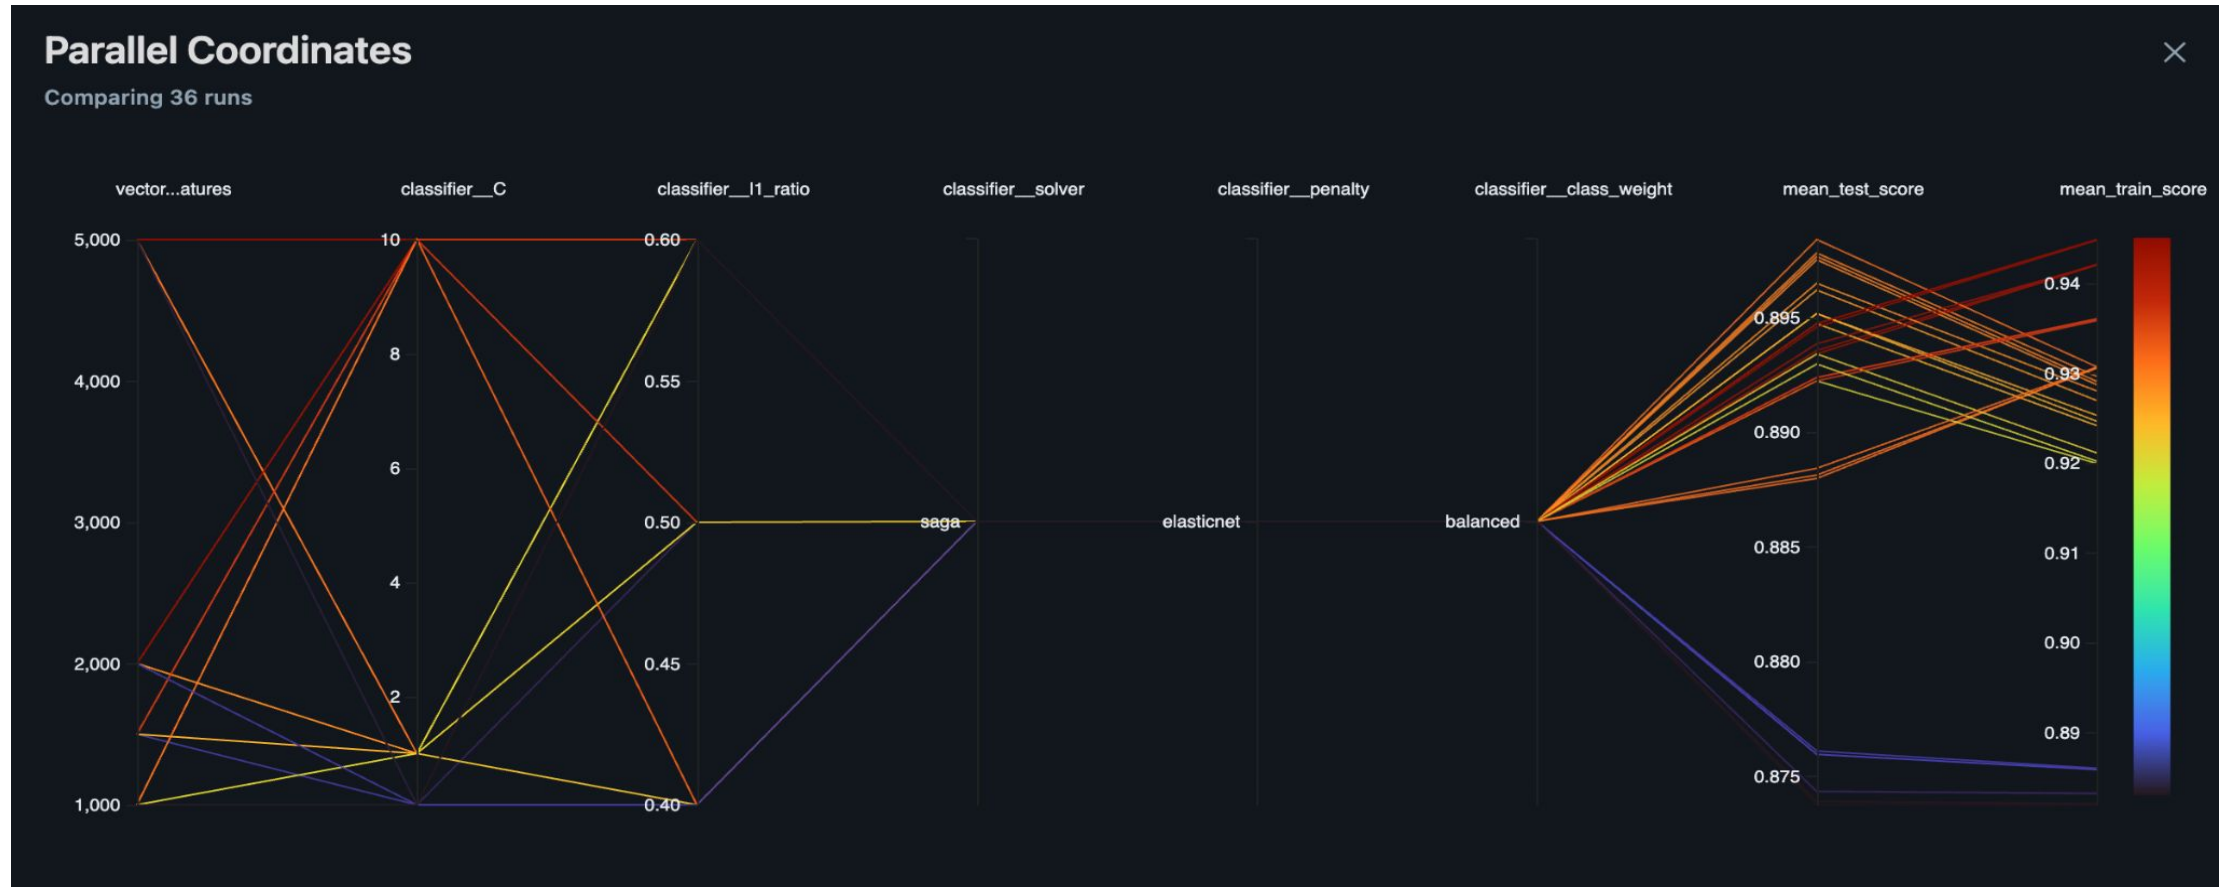 Parallel Coordinates
Comparing 36 runs
vector...atures
classifier__C
classifier__l1_ratio
classifier__solver
classifier__penalty
classifier__class_weight
mean_test_score
mean_train_score
5,000
4,000
3,000
2,000
1,000
10
8
6
4
2
0.60
0.55
0.50
0.45
0.40
saga
elasticnet
balanced
0.895
0.890
0.885
0.880
0.875
0.94
0.93
0.92
0.91
0.90
0.89